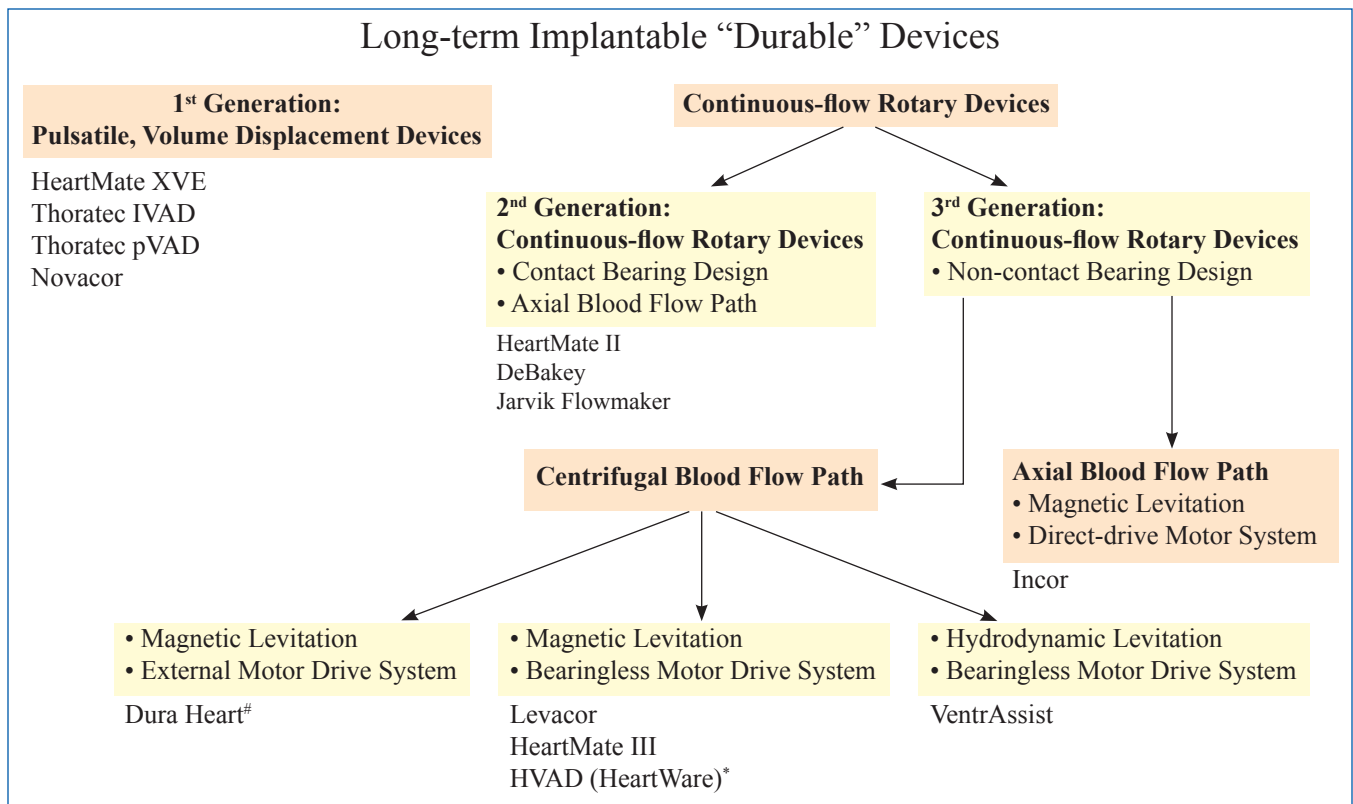 Long-term Implantable “Durable” Devices
1st Generation:
Pulsatile, Volume Displacement Devices
HeartMate XVE
Thoratec IVAD
Thoratec pVAD
Novacor
Continuous-flow Rotary Devices
2nd Generation:
Continuous-flow Rotary Devices
• Contact Bearing Design
• Axial Blood Flow Path
HeartMate II
DeBakey
Jarvik Flowmaker
3rd Generation:
Continuous-flow Rotary Devices
• Non-contact Bearing Design
Centrifugal Blood Flow Path
Axial Blood Flow Path
• Magnetic Levitation
• Direct-drive Motor System
Incor
• Magnetic Levitation
• External Motor Drive System
Dura Heart#
• Magnetic Levitation
• Bearingless Motor Drive System
Levacor
HeartMate III
HVAD (HeartWare)*
• Hydrodynamic Levitation
• Bearingless Motor Drive System
VentrAssist